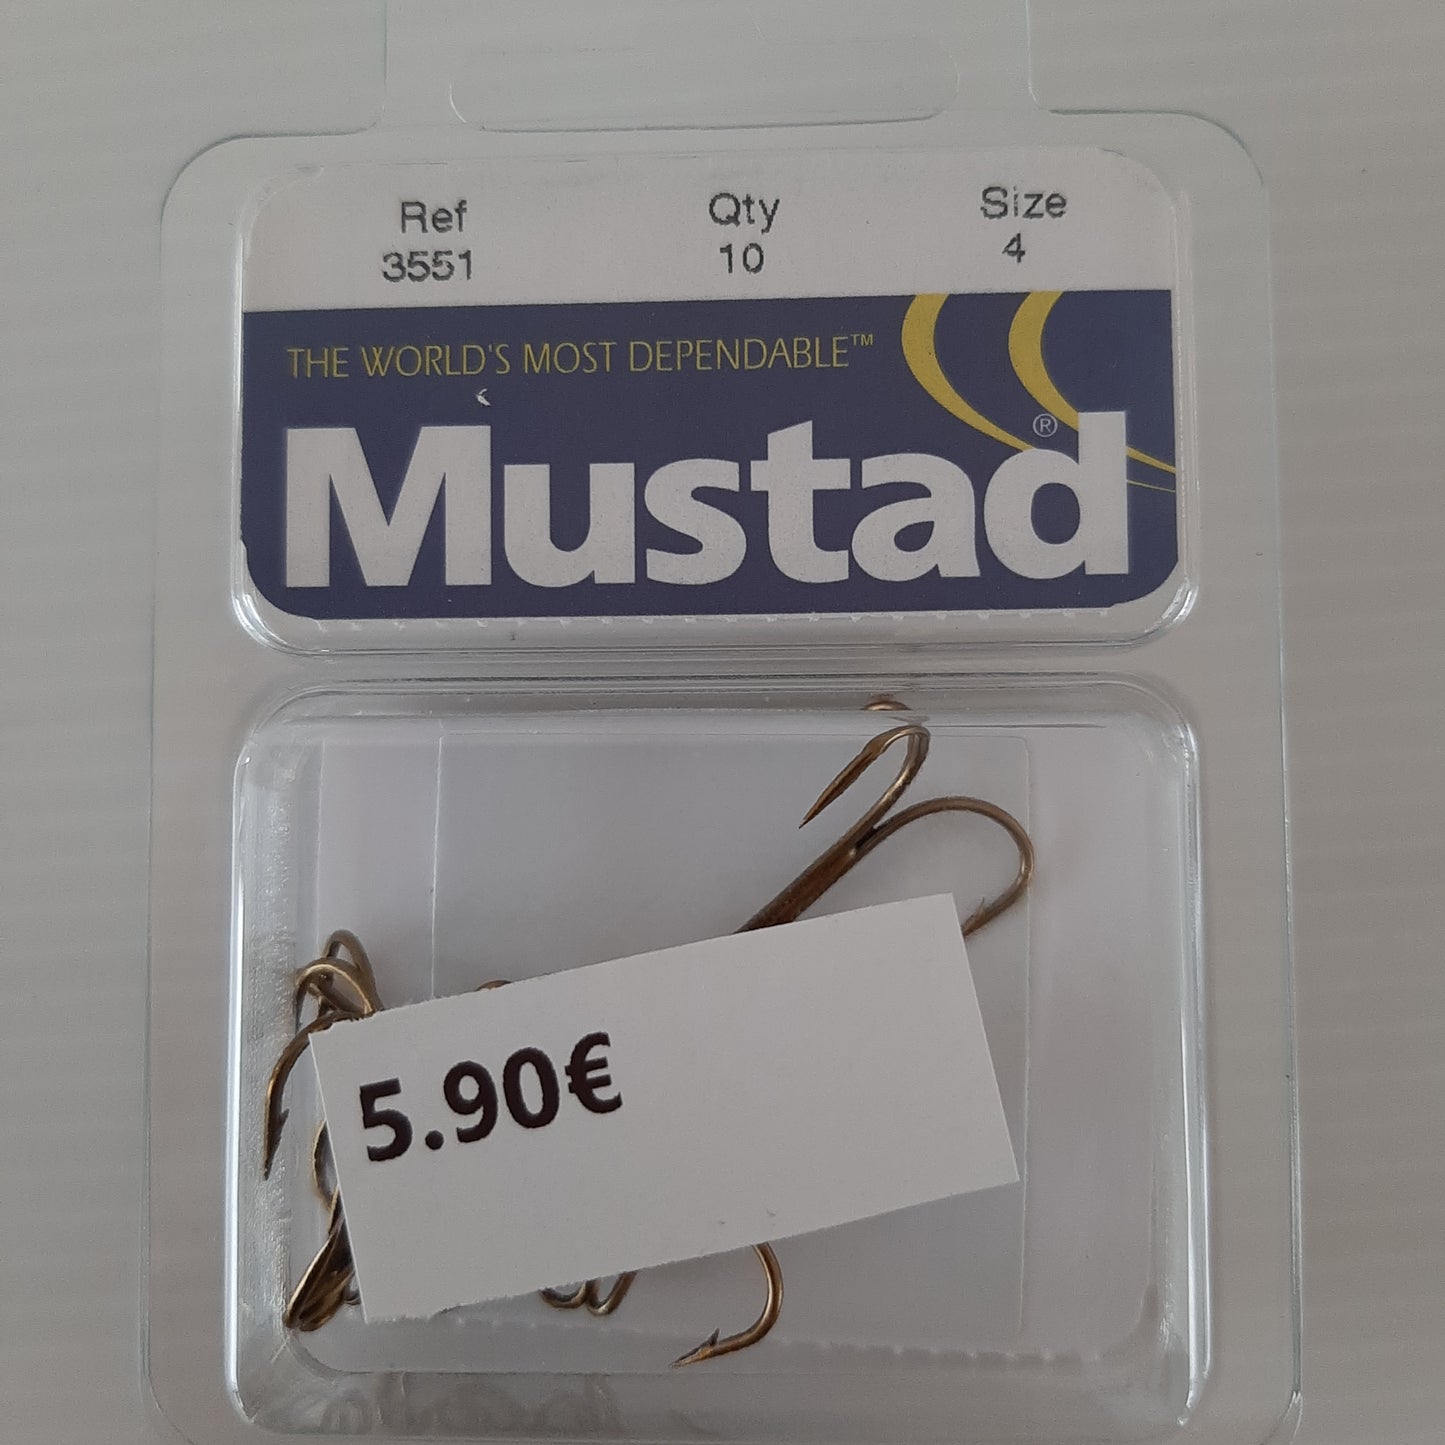 Ref Qty Size
3551 10 4
THE WORLD'S MOST DEPENDABLE™
Mustad®
5.90€